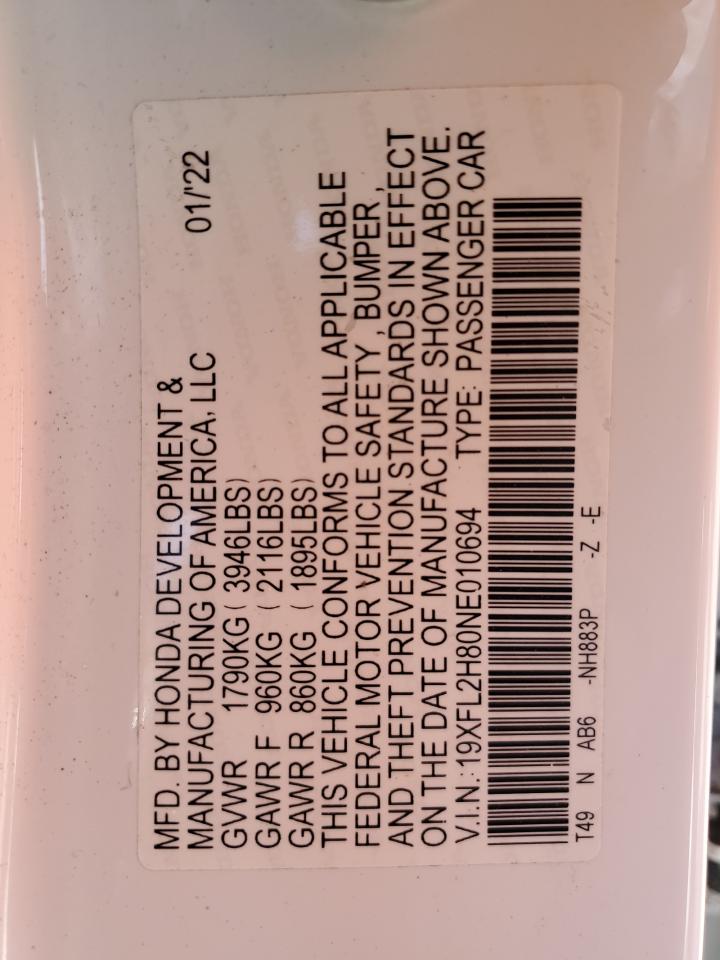 MFD. BY HONDA DEVELOPMENT &
MANUFACTURING OF AMERICA, LLC 01/'22
GVWR 1790KG ( 3946LBS)
GAWR F 960KG ( 2116LBS)
GAWR R 860KG ( 1895LBS)
THIS VEHICLE CONFORMS TO ALL APPLICABLE
FEDERAL MOTOR VEHICLE SAFETY , BUMPER ,
AND THEFT PREVENTION STANDARDS IN EFFECT
ON THE DATE OF MANUFACTURE SHOWN ABOVE.
V.I.N.: 19XFL2H80NE010694 TYPE: PASSENGER CAR
T49 N AB6 -NH883P -Z -E